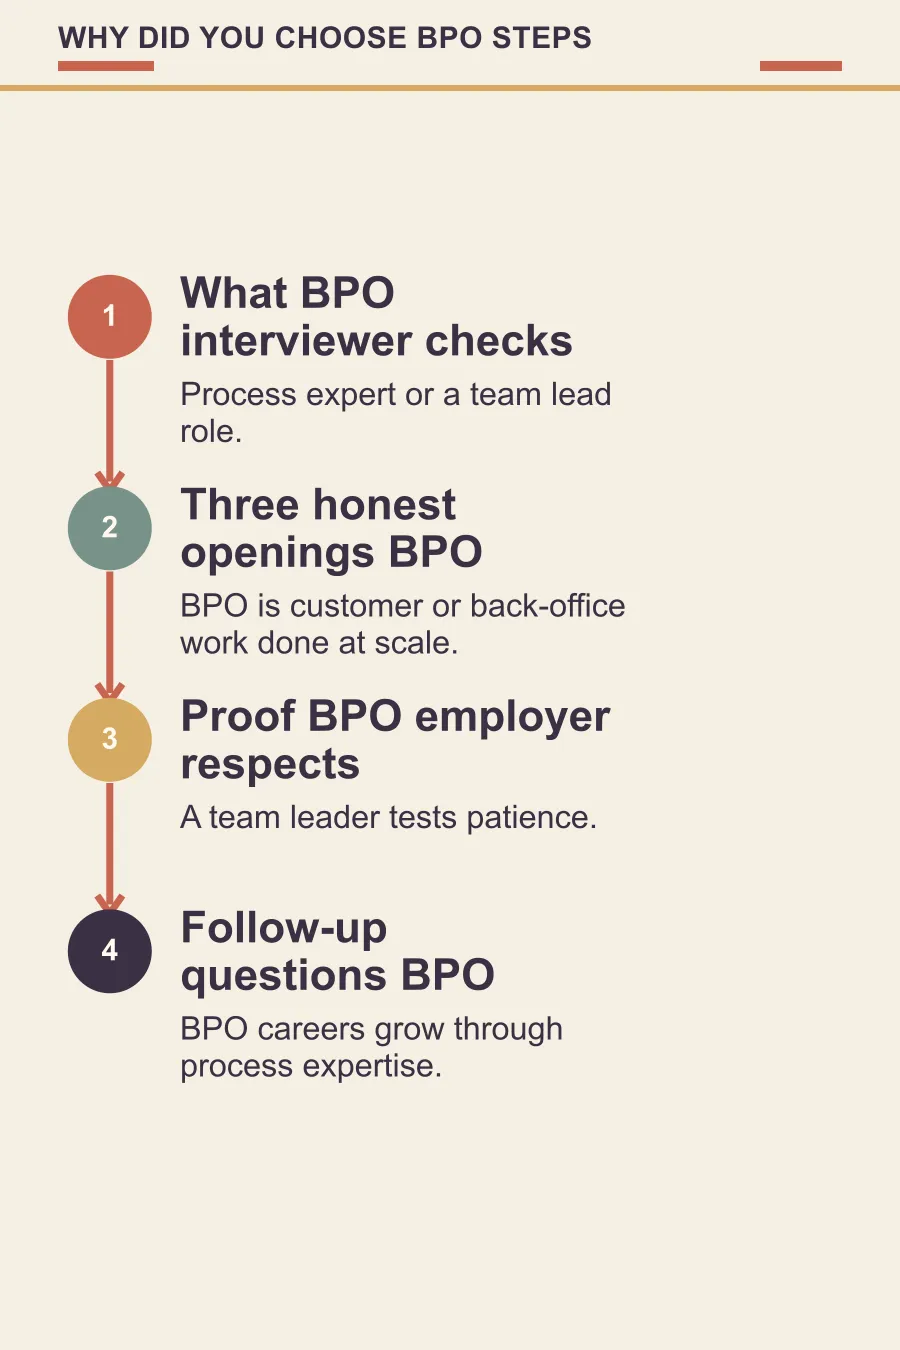 WHY DID YOU CHOOSE BPO STEPS
1
What BPO
interviewer checks
Process expert or a team lead
role.
2
Three honest
openings BPO
BPO is customer or back-office
work done at scale.
3
Proof BPO employer
respects
A team leader tests patience.
4
Follow-up
questions BPO
BPO careers grow through
process expertise.